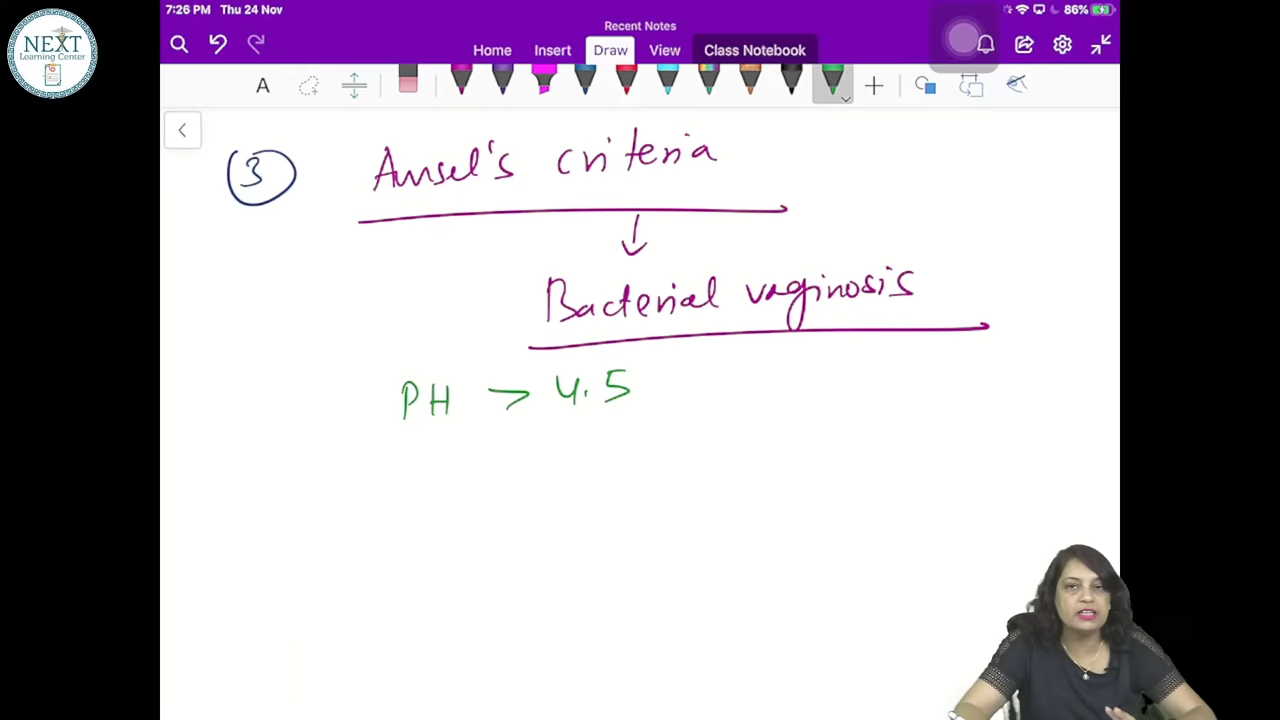 7:26 PM Thu 24 Nov
86%
Recent Notes
Home Insert Draw View Class Notebook
NEXT
Learning Center
A
3 Amsel's criteria
Bacterial vaginosis
PH > 4.5